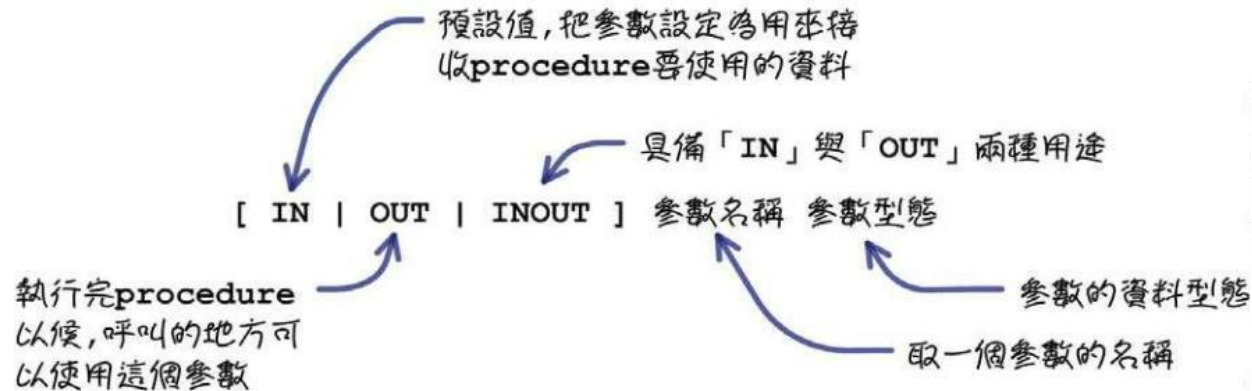 預設值,把參數設定為用來接
收procedure要使用的資料
具備「IN」與「OUT」兩種用途
[ IN | OUT | INOUT ] 參數名稱 參數型態
執行完procedure
以後,呼叫的地方可
以使用這個參數
參數的資料型態
取一個參數的名稱